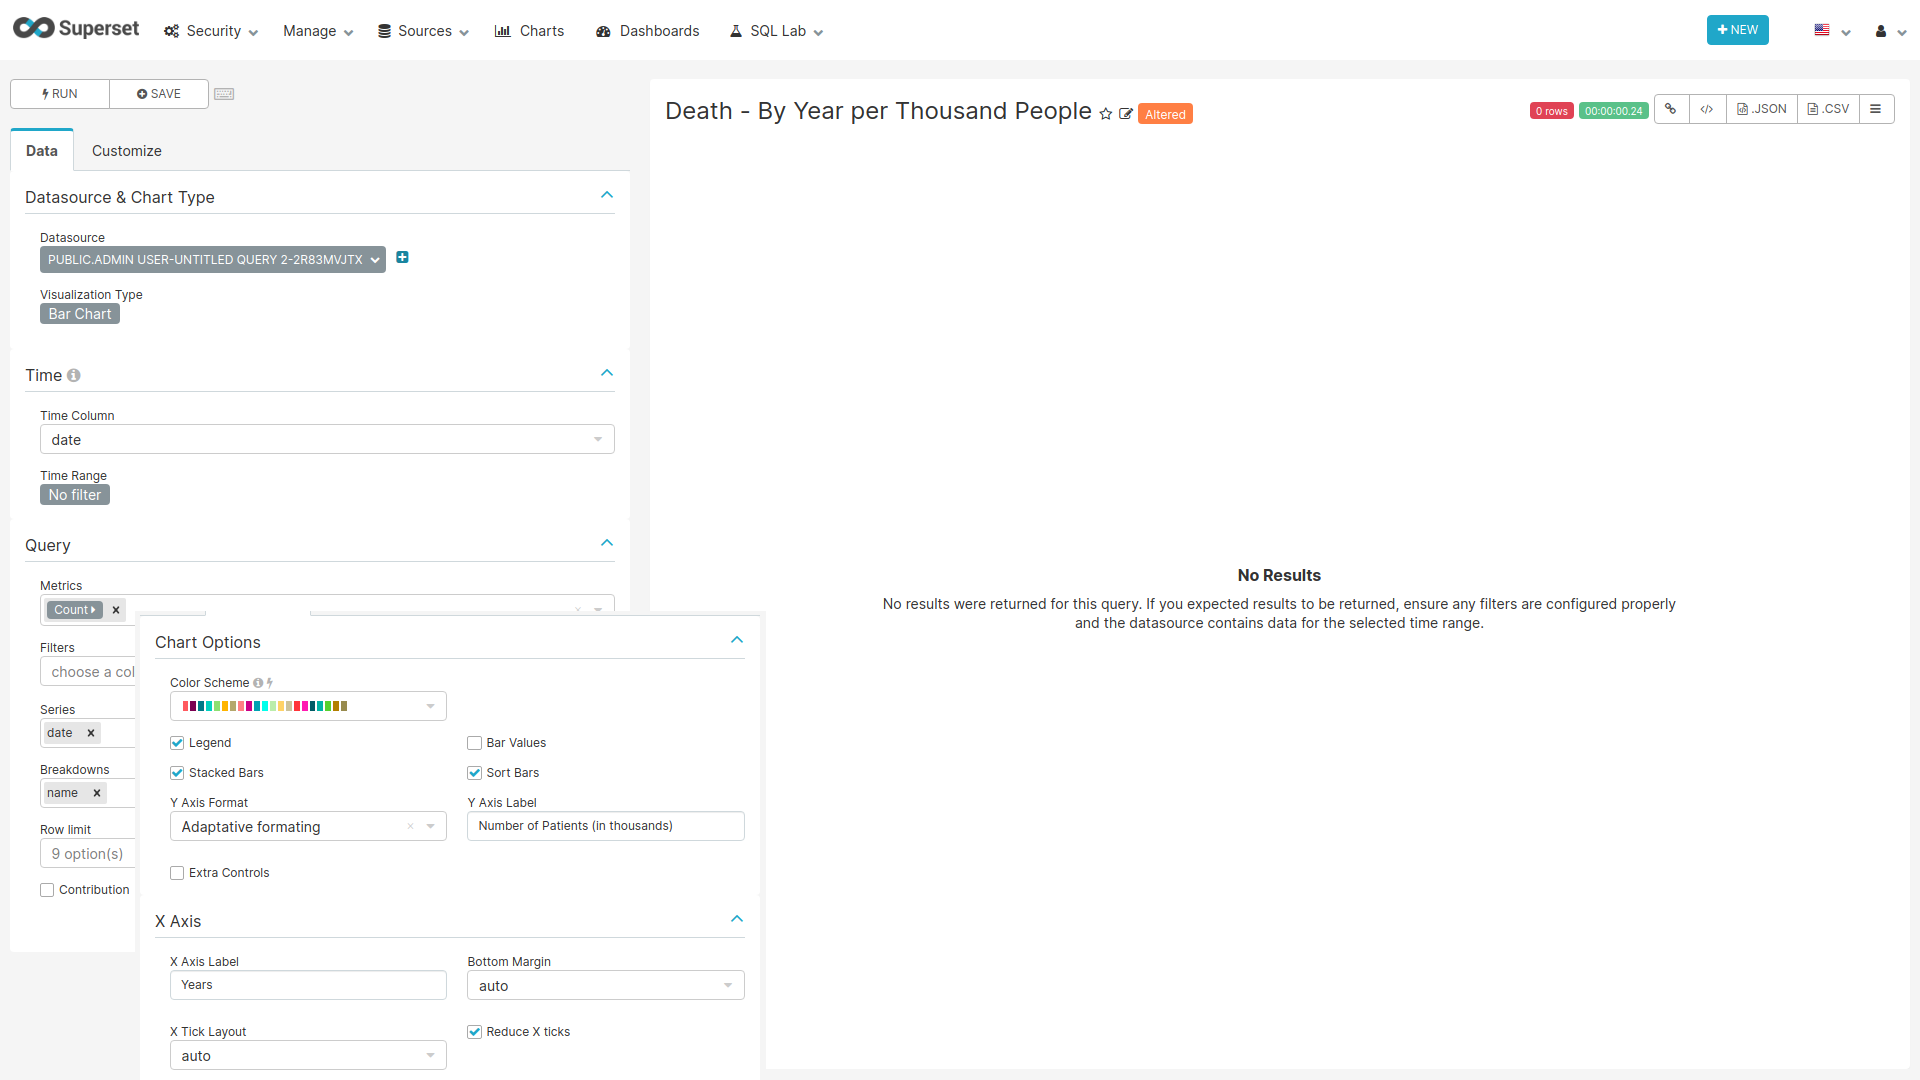 Superset
Security
Manage
Sources
Charts
Dashboards
SQL Lab
NEW
RUN
SAVE
Data
Customize
Datasource & Chart Type
Datasource
PUBLIC.ADMIN USER-UNTITLED QUERY 2-2R83MVJTX
Visualization Type
Bar Chart
Time
Time Column
date
Time Range
No filter
Query
Metrics
Count
Filters
choose a col
Series
date
Breakdowns
name
Row limit
9 option(s)
Contribution
Chart Options
Color Scheme
Legend
Bar Values
Stacked Bars
Sort Bars
Y Axis Format
Y Axis Label
Adaptative formating
Number of Patients (in thousands)
Extra Controls
X Axis
X Axis Label
Bottom Margin
Years
auto
X Tick Layout
Reduce X ticks
auto
Death - By Year per Thousand People
Altered
0 rows
00:00:00.24
</>
.JSON
.CSV
No Results
No results were returned for this query. If you expected results to be returned, ensure any filters are configured properly
and the datasource contains data for the selected time range.